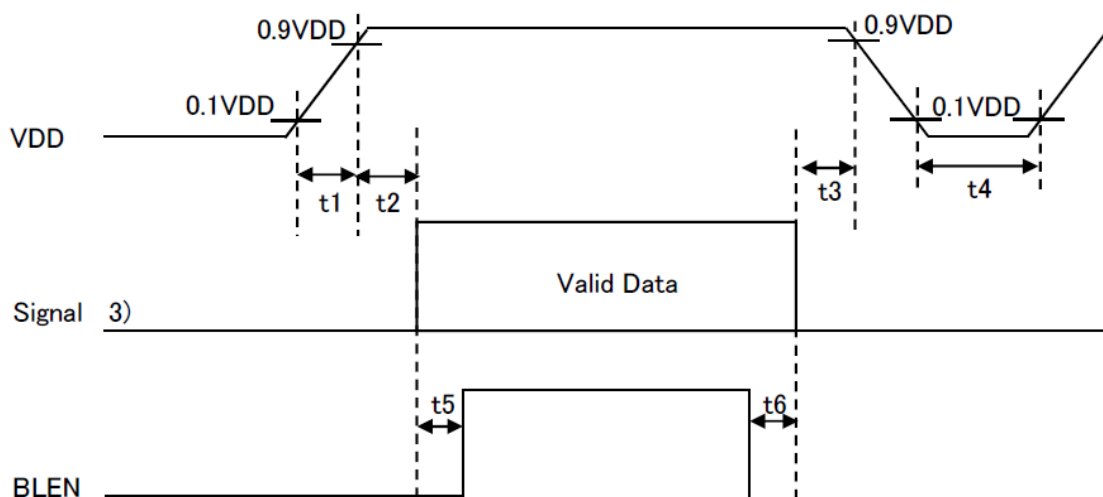 0.9VDD
0.9VDD
0.1VDD
0.1VDD
VDD
t1
t2
t3
t4
Valid Data
Signal 3)
t5
t6
BLEN